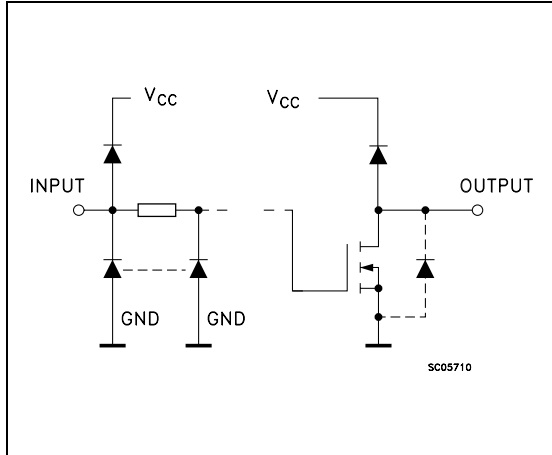 VCC
VCC
INPUT
OUTPUT
GND
GND
SC05710